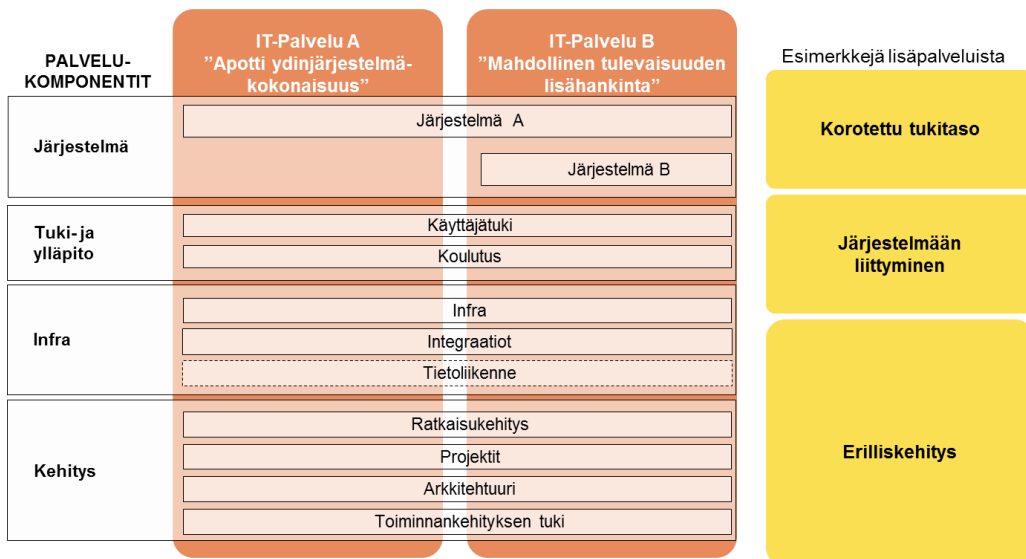 PALVELU-
KOMPONENTIT
IT-Palvelu A
”Apotti ydinjärjestelmä-
kokonaisuus”
IT-Palvelu B
”Mahdollinen tulevaisuuden
lisähankinta”
Esimerkkejä lisäpalveluista
Järjestelmä
Järjestelmä A
Järjestelmä B
Korotettu tukitaso
Tuki- ja
ylläpito
Käyttäjätuki
Koulutus
Järjestelmään
liittyminen
Infra
Infra
Integraatiot
Tietoliikenne
Kehitys
Ratkaisukehitys
Projektit
Arkkitehtuuri
Toiminnankehityksen tuki
Erilliskehitys